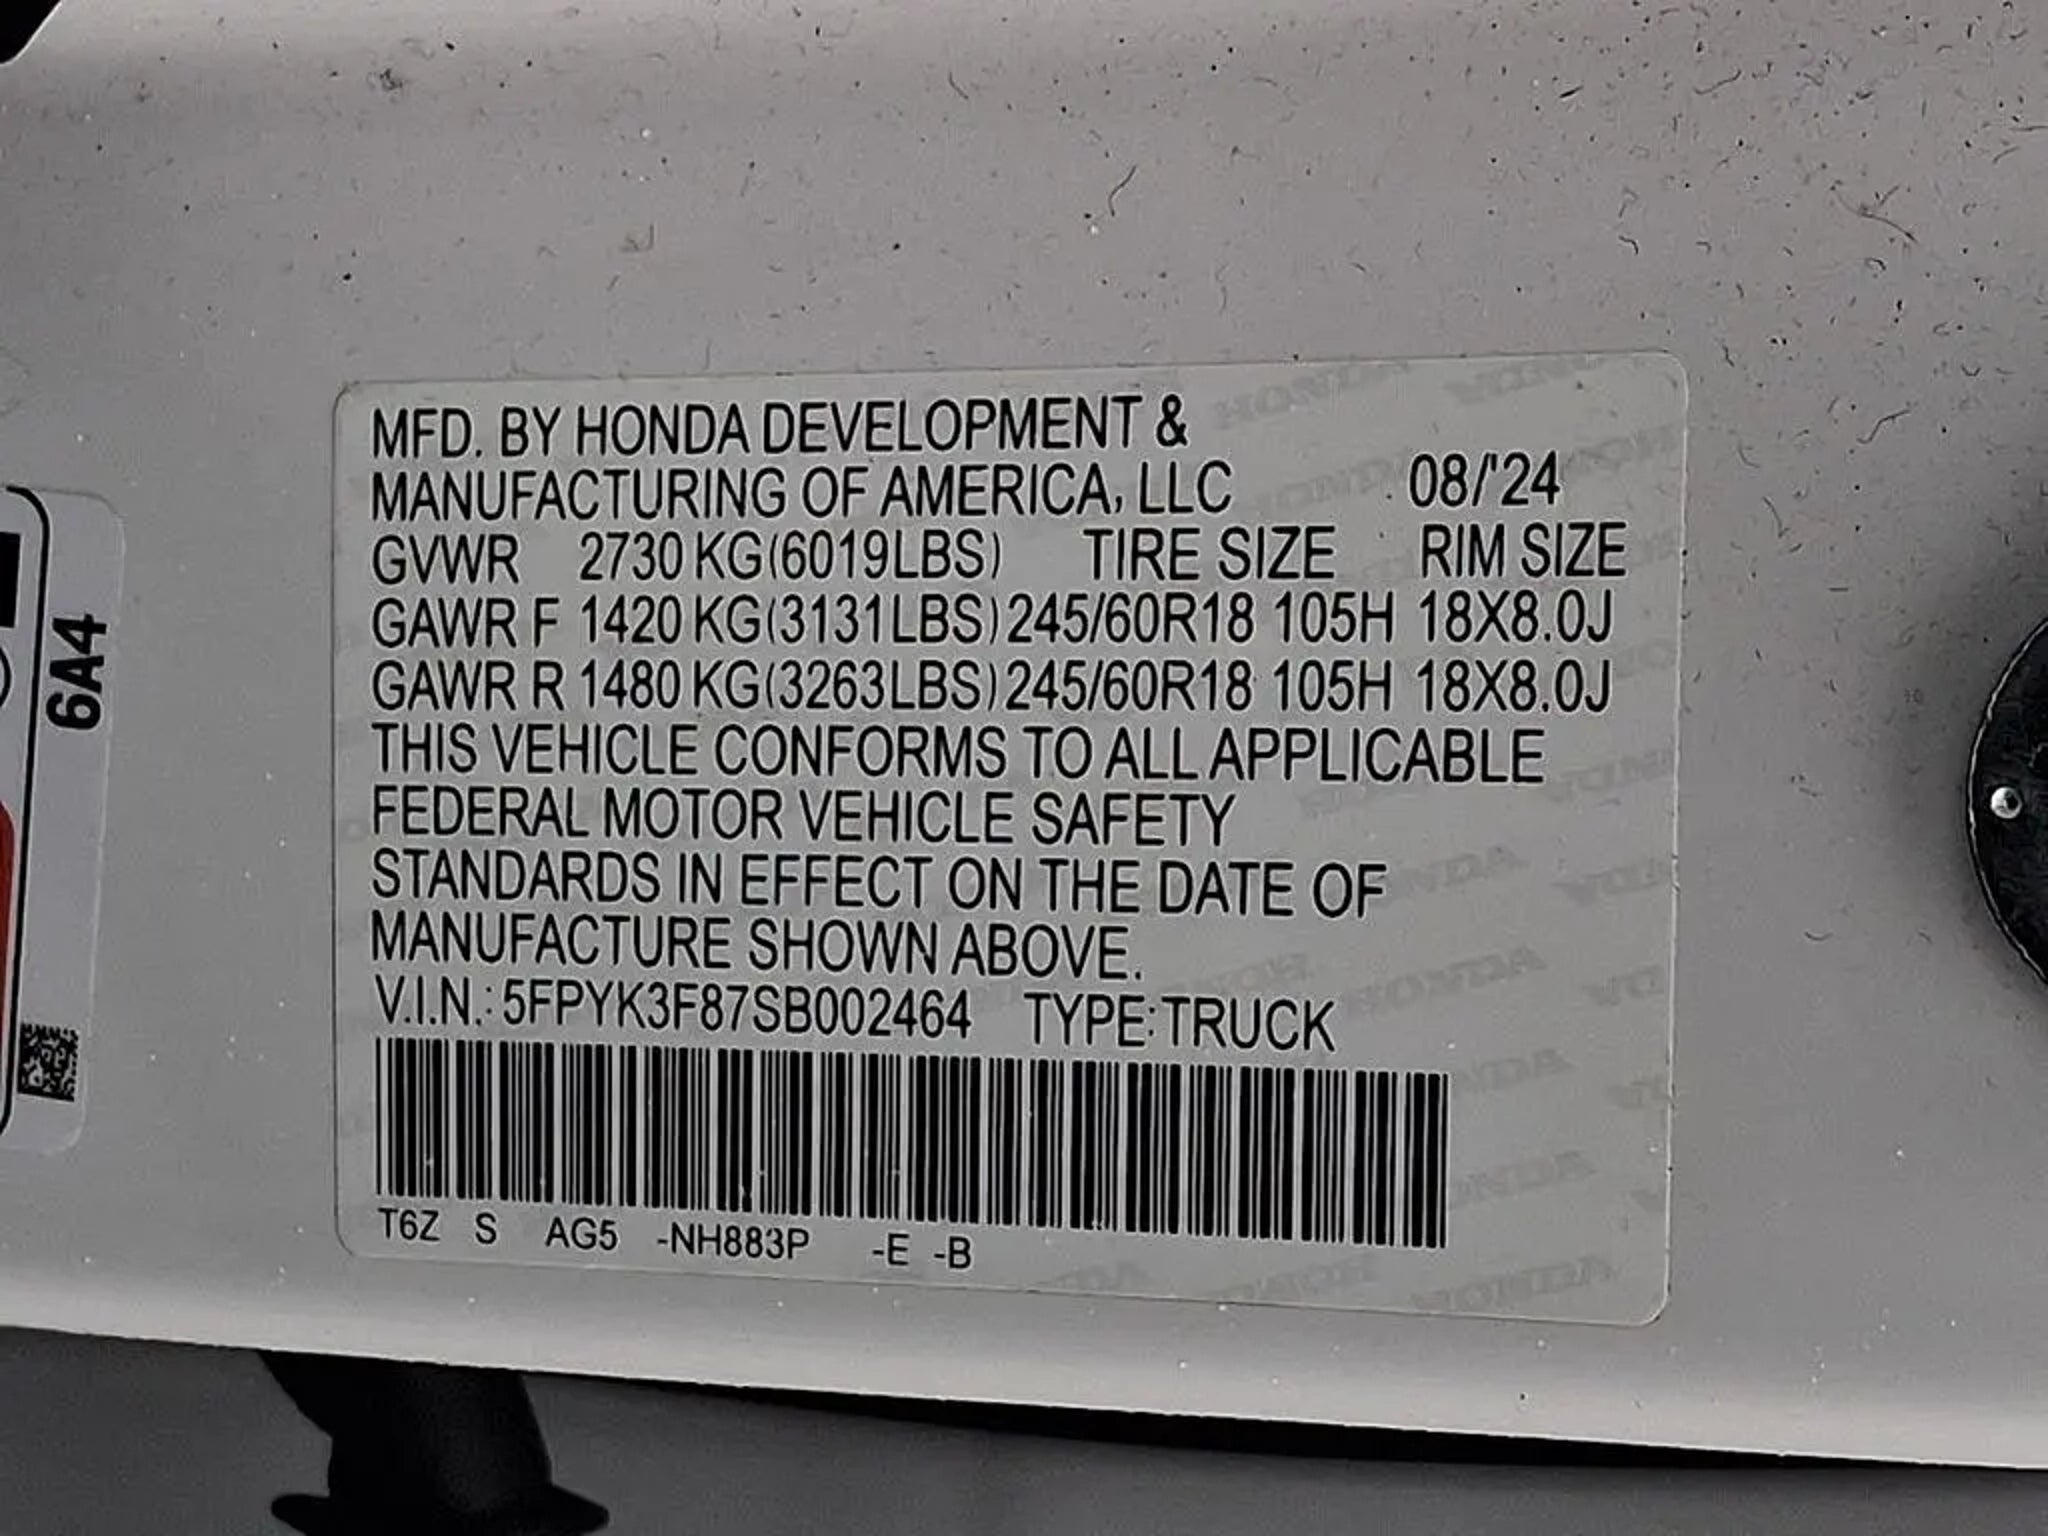 MFD. BY HONDA DEVELOPMENT &
MANUFACTURING OF AMERICA, LLC 08/'24
GVWR 2730 KG(6019LBS) TIRE SIZE RIM SIZE
GAWR F 1420 KG(3131LBS) 245/60R18 105H 18X8.0J
GAWR R 1480 KG(3263LBS) 245/60R18 105H 18X8.0J
THIS VEHICLE CONFORMS TO ALL APPLICABLE
FEDERAL MOTOR VEHICLE SAFETY
STANDARDS IN EFFECT ON THE DATE OF
MANUFACTURE SHOWN ABOVE.
V.I.N.: 5FPYK3F87SB002464 TYPE:TRUCK
T6Z S AG5 -NH883P -E -B
6A4